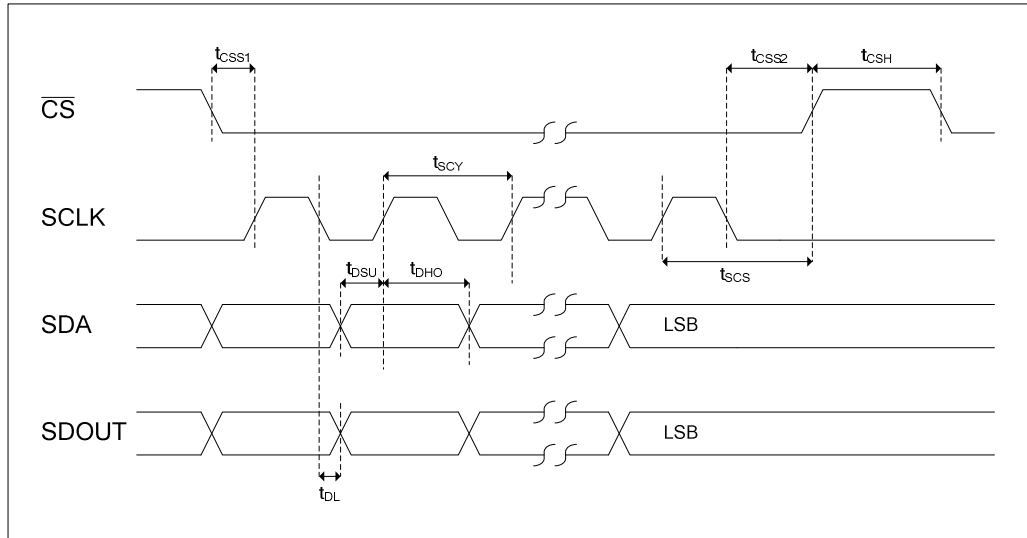 tCSS1
tCSS2
tCSH
CS
tSCY
SCLK
tSCS
tDSU
tDHO
SDA
LSB
SDOUT
LSB
tDL